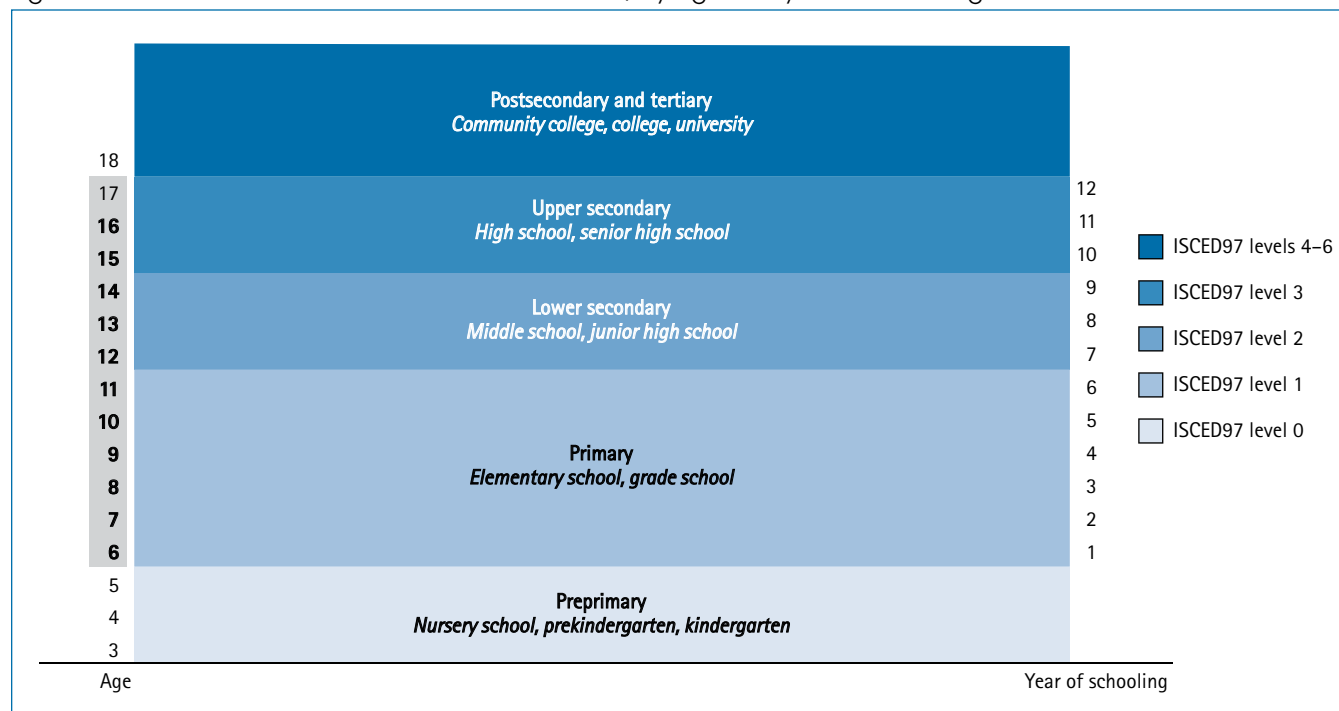 Postsecondary and tertiary
Community college, college, university
18
17
12
Upper secondary
16
11
High school, senior high school
15
10
ISCED97 levels 4–6
14
9
ISCED97 level 3
Lower secondary
13
8
Middle school, junior high school
ISCED97 level 2
12
7
11
6
ISCED97 level 1
10
5
ISCED97 level 0
9
4
Primary
Elementary school, grade school
8
3
7
2
6
1
5
Preprimary
4
Nursery school, prekindergarten, kindergarten
3
Age
Year of schooling